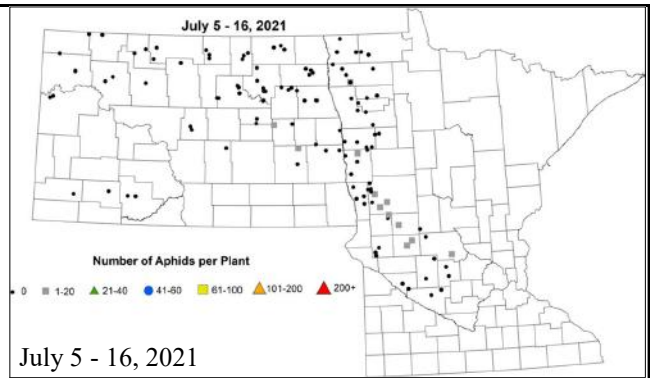 July 5 - 16, 2021
Number of Aphids per Plant
0 1-20 21-40 41-60 61-100 101-200 200+
July 5 - 16, 2021